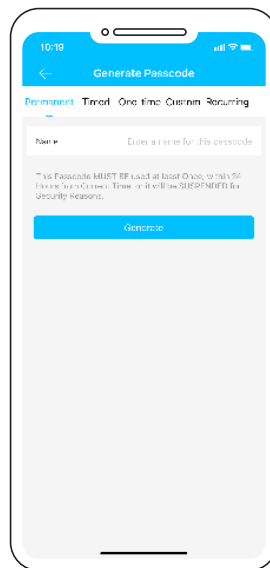 10:19
Generate Passcode
Permanent Timed One-time Custom Recurring
Name Enter a name for this passcode
This Passcode MUST BE used at least Once, within 24
Hours from Current Time, or it will be SUSPENDED for
Security Reasons.
Generate